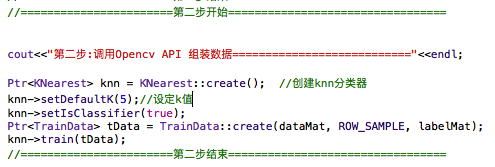 //======================第二步开始================================
cout<<"第二步:调用Opencv API 组装数据=========================="<<endl;
Ptr<KNearest> knn = KNearest::create();  //创建knn分类器
knn->setDefaultK(5);//设定k值
knn->setIsClassifier(true);
Ptr<TrainData> tData = TrainData::create(dataMat, ROW_SAMPLE, labelMat);
knn->train(tData);
//======================第二步结束================================